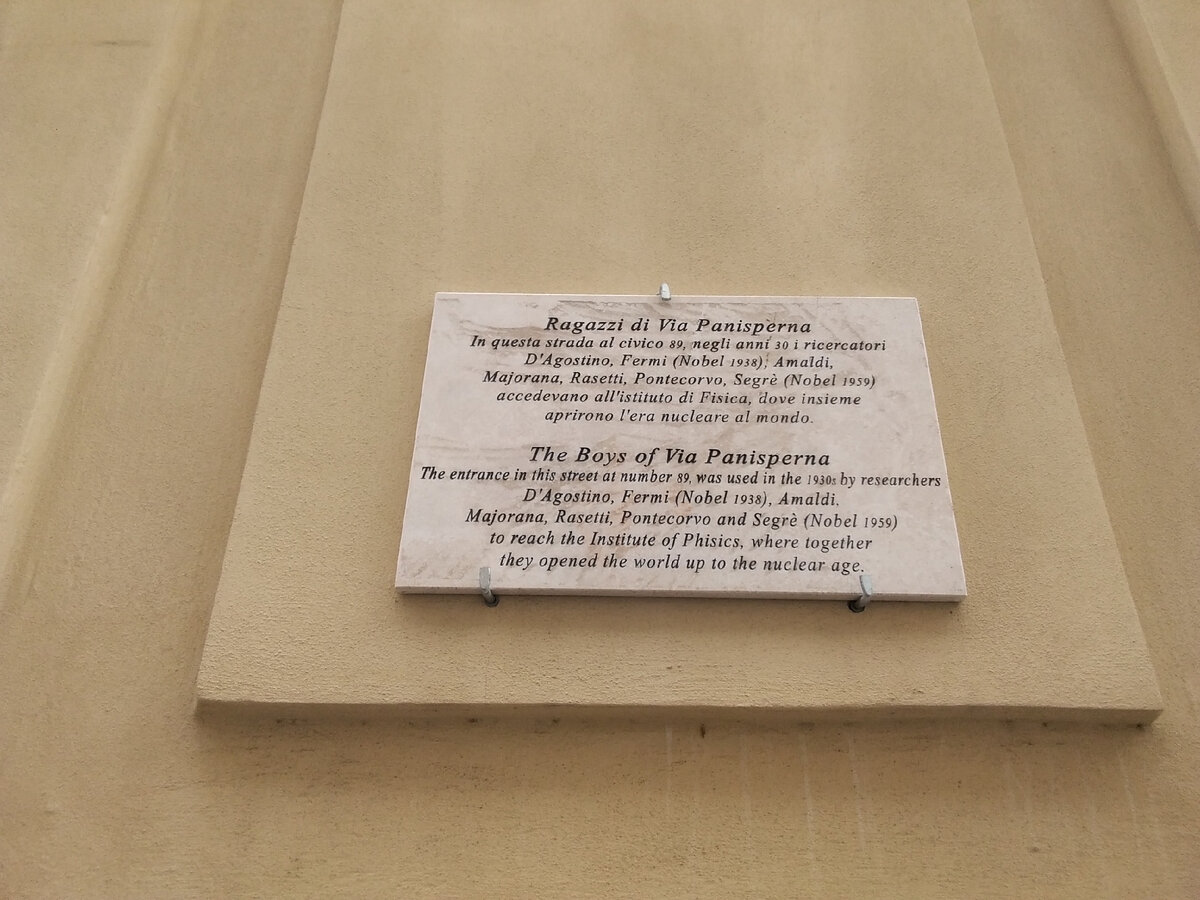 Ragazzi di Via Panisperna
In questa strada al civico 89, negli anni 30 i ricercatori
D'Agostino, Fermi (Nobel 1938), Amaldi,
Majorana, Rasetti, Pontecorvo, Segrè (Nobel 1959)
accedevano all'istituto di Fisica, dove insieme
aprirono l'era nucleare al mondo.
The Boys of Via Panisperna
The entrance in this street at number 89, was used in the 1930s by researchers
D'Agostino, Fermi (Nobel 1938), Amaldi,
Majorana, Rasetti, Pontecorvo and Segrè (Nobel 1959)
to reach the Institute of Phisics, where together
they opened the world up to the nuclear age.